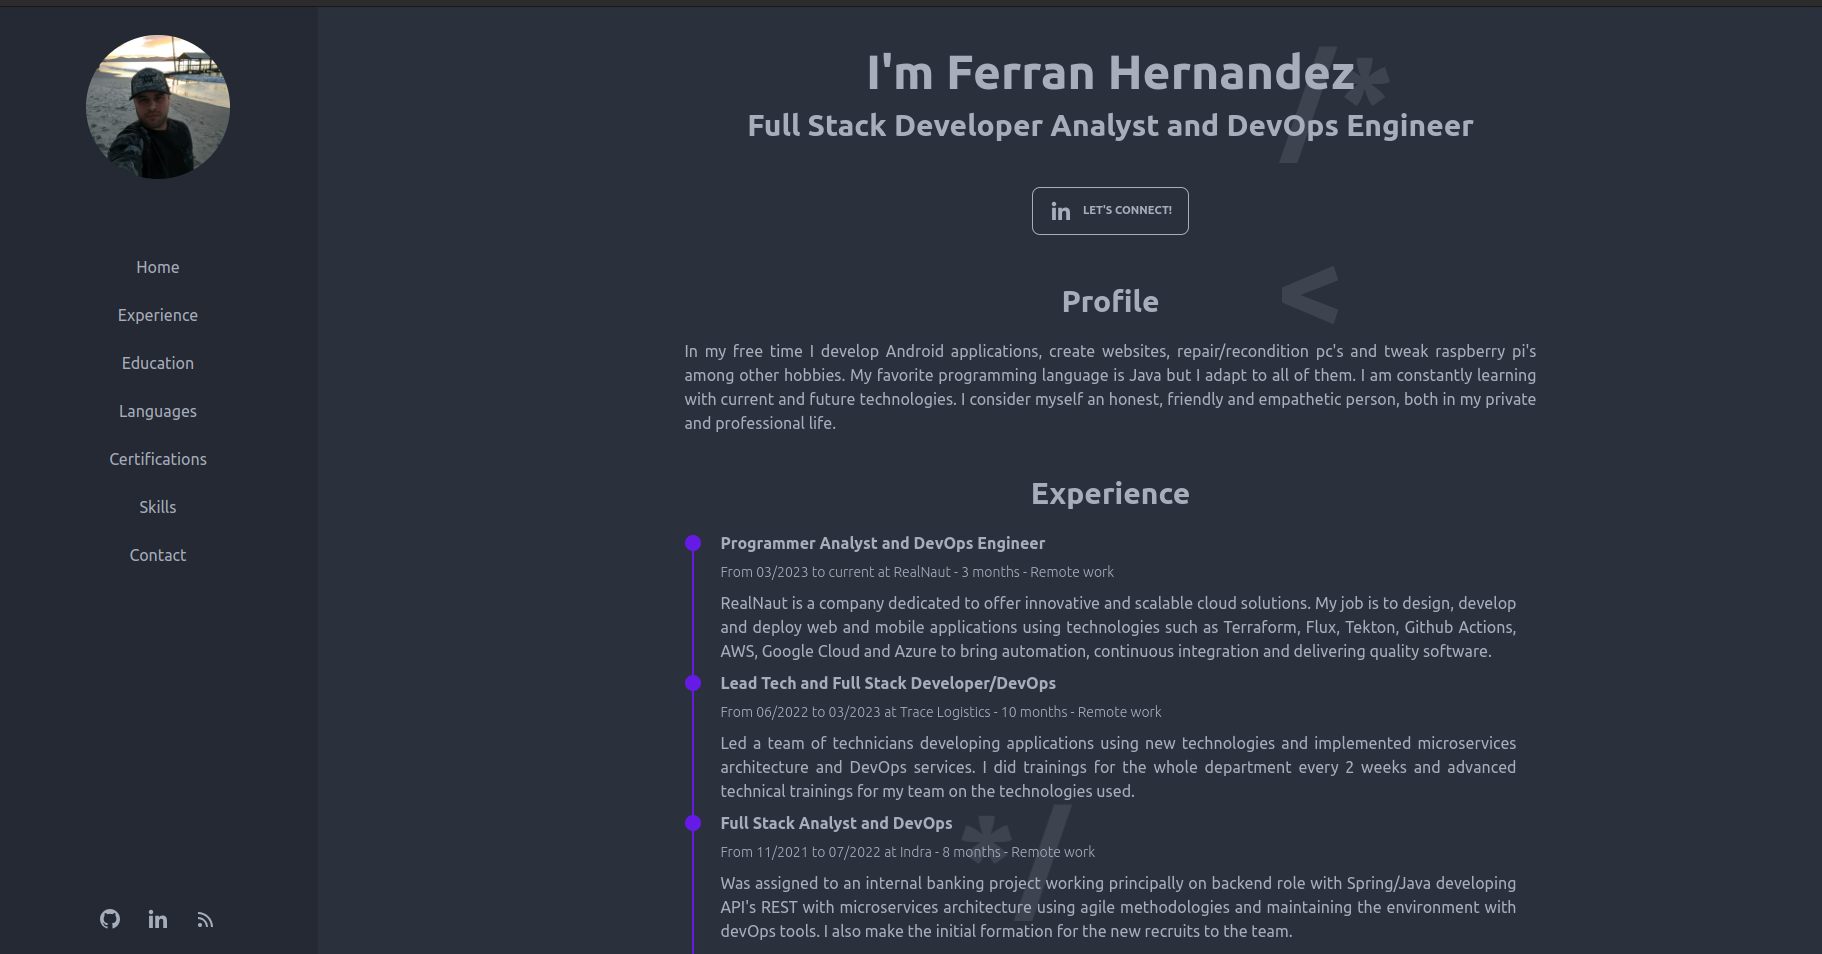 Home
Experience
Education
Languages
Certifications
Skills
Contact
/*
I'm Ferran Hernandez
Full Stack Developer Analyst and DevOps Engineer
in LET'S CONNECT!
<
Profile
In my free time I develop Android applications, create websites, repair/recondition pc's and tweak raspberry pi's
among other hobbies. My favorite programming language is Java but I adapt to all of them. I am constantly learning
with current and future technologies. I consider myself an honest, friendly and empathetic person, both in my private
and professional life.
Experience
Programmer Analyst and DevOps Engineer
From 03/2023 to current at RealNaut - 3 months - Remote work
RealNaut is a company dedicated to offer innovative and scalable cloud solutions. My job is to design, develop
and deploy web and mobile applications using technologies such as Terraform, Flux, Tekton, Github Actions,
AWS, Google Cloud and Azure to bring automation, continuous integration and delivering quality software.
Lead Tech and Full Stack Developer/DevOps
From 06/2022 to 03/2023 at Trace Logistics - 10 months - Remote work
Led a team of technicians developing applications using new technologies and implemented microservices
architecture and DevOps services. I did trainings for the whole department every 2 weeks and advanced
technical trainings for my team on the technologies used.
*/
Full Stack Analyst and DevOps
From 11/2021 to 07/2022 at Indra - 8 months - Remote work
Was assigned to an internal banking project working principally on backend role with Spring/Java developing
API's REST with microservices architecture using agile methodologies and maintaining the environment with
devOps tools. I also make the initial formation for the new recruits to the team.
in